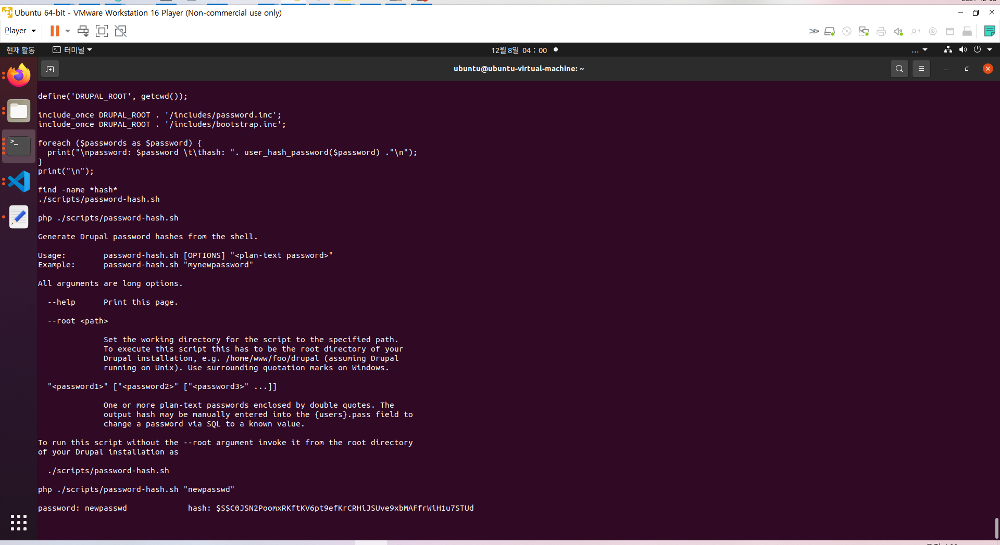 Ubuntu 64-bit - VMware Workstation 16 Player (Non-commercial use only)
Player
현재 활동
터미널
12월 8일 04 : 00
...
ubuntu@ubuntu-virtual-machine: ~
define('DRUPAL_ROOT', getcwd());
include_once DRUPAL_ROOT . '/includes/password.inc';
include_once DRUPAL_ROOT . '/includes/bootstrap.inc';
foreach ($passwords as $password) {
print("\npassword: $password \t\thash: ". user_hash_password($password) ."\n");
}
print("\n");
find -name *hash*
./scripts/password-hash.sh
php ./scripts/password-hash.sh
Generate Drupal password hashes from the shell.
Usage: password-hash.sh [OPTIONS] "<plan-text password>"
Example: password-hash.sh "mynewpassword"
All arguments are long options.
--help Print this page.
--root <path>
Set the working directory for the script to the specified path.
To execute this script this has to be the root directory of your
Drupal installation, e.g. /home/www/foo/drupal (assuming Drupal
running on Unix). Use surrounding quotation marks on Windows.
"<password1>" ["<password2>" ["<password3>" ...]]
One or more plan-text passwords enclosed by double quotes. The
output hash may be manually entered into the {users}.pass field to
change a password via SQL to a known value.
To run this script without the --root argument invoke it from the root directory
of your Drupal installation as
./scripts/password-hash.sh
php ./scripts/password-hash.sh "newpasswd"
password: newpasswd hash: $S$C0JSN2PoomxRKftKV6pt9efKrCRHiJSUve9xbMAFfrWiH1u7STUd